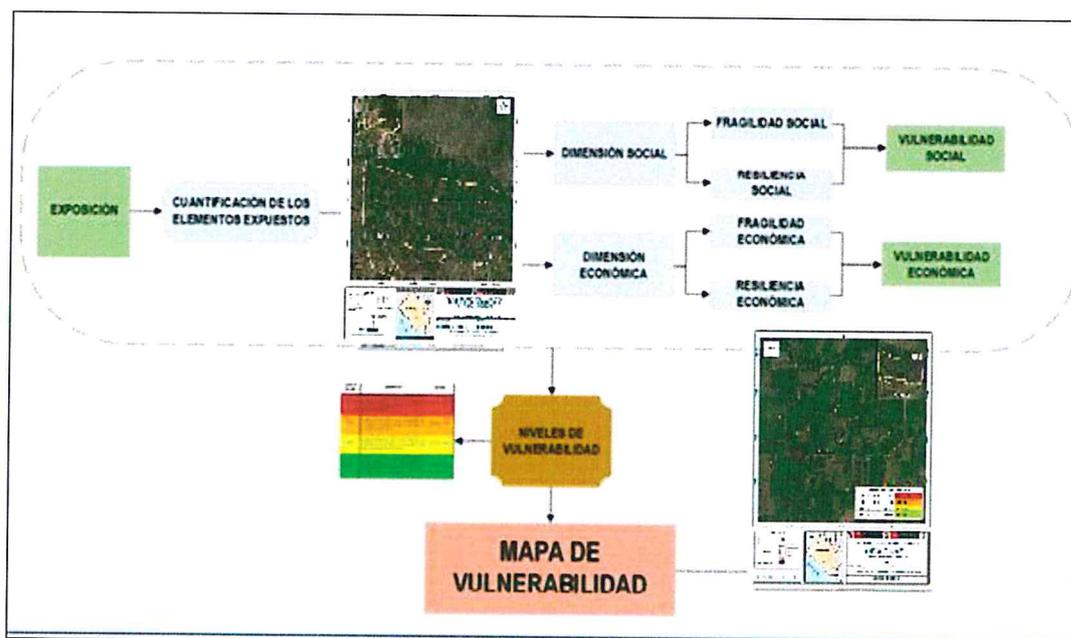 EXPOSICIÓN
CUANTIFICACIÓN DE LOS
ELEMENTOS EXPUESTOS
DIMENSIÓN SOCIAL
FRAGILIDAD SOCIAL
RESILIENCIA
SOCIAL
VULNERABILIDAD
SOCIAL
DIMENSIÓN
ECONÓMICA
FRAGILIDAD
ECONÓMICA
RESILIENCIA
ECONÓMICA
VULNERABILIDAD
ECONÓMICA
NIVELES DE
VULNERABILIDAD
MAPA DE
VULNERABILIDAD